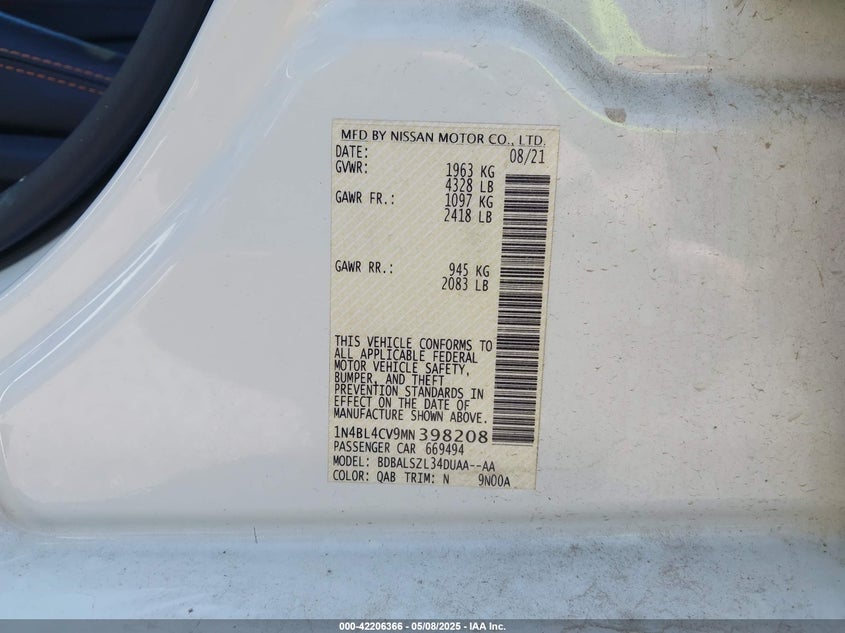 MFD BY NISSAN MOTOR CO., LTD.
DATE: 08/21
GVWR: 1963 KG
4328 LB
GAWR FR.: 1097 KG
2418 LB
GAWR RR.: 945 KG
2083 LB
THIS VEHICLE CONFORMS TO
ALL APPLICABLE FEDERAL
MOTOR VEHICLE SAFETY,
BUMPER, AND THEFT
PREVENTION STANDARDS IN
EFFECT ON THE DATE OF
MANUFACTURE SHOWN ABOVE.
1N4BL4CV9MN398208
PASSENGER CAR 669494
MODEL: BDBALSZL34DUAA--AA
COLOR: QAB TRIM: N 9N00A
000-42206366 - 05/08/2025 - IAA Inc.